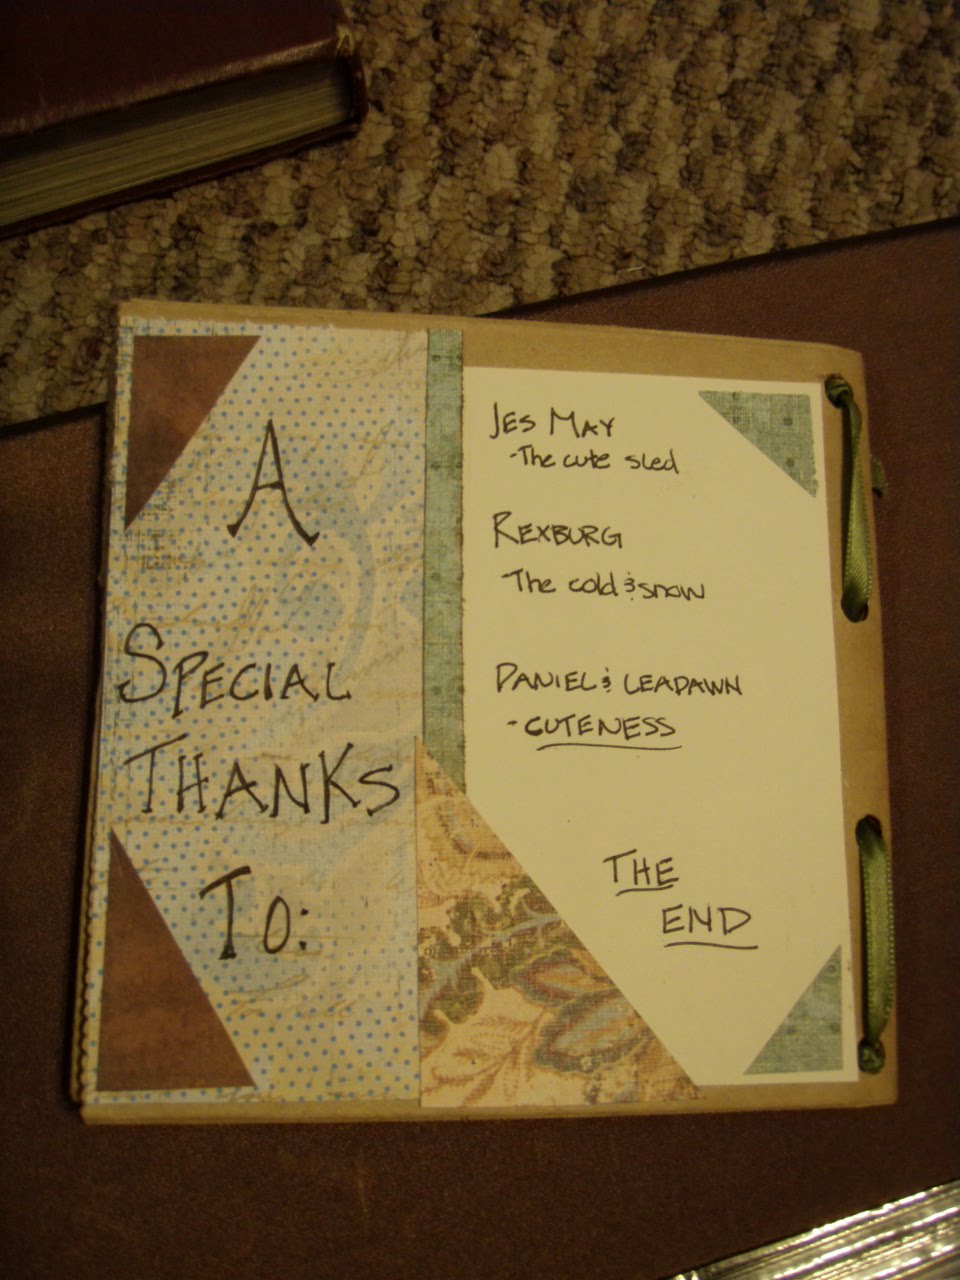 A
SPECIAL
THANKS
TO:
JES MAY
-The cute sled
REXBURG
-The cold & snow
DANIEL & LEADAWN
-CUTENESS
THE
END